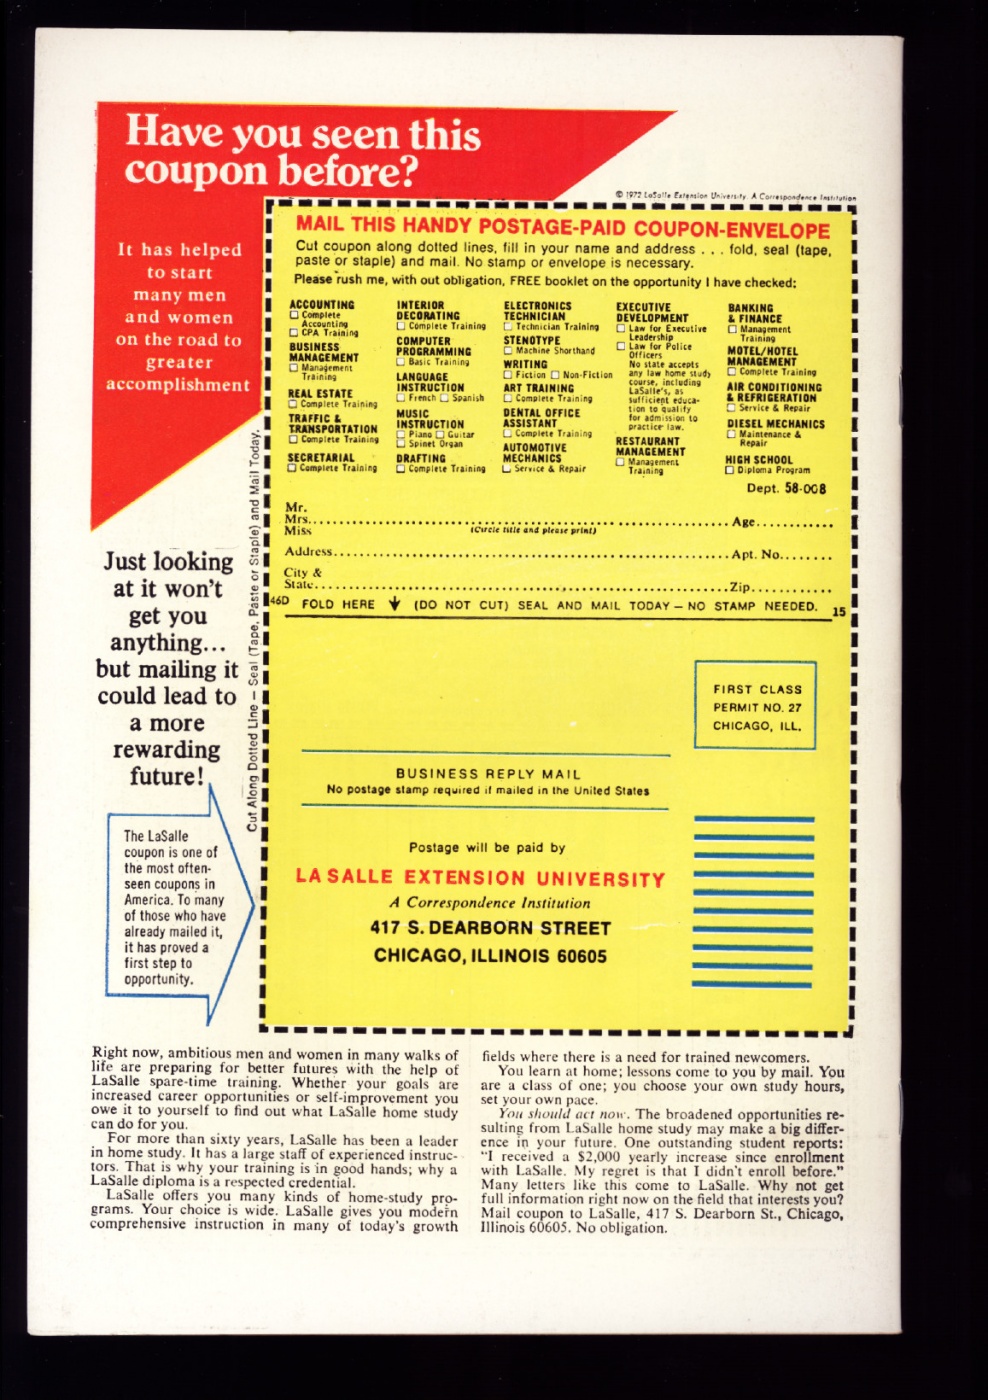 Have you seen this
coupon before?
It has helped
to start
many men
and women
on the road to
greater
accomplishment
© 1972 LaSalle Extension University A Correspondence Institution
MAIL THIS HANDY POSTAGE-PAID COUPON-ENVELOPE
Cut coupon along dotted lines, fill in your name and address . . . fold, seal (tape,
paste or staple) and mail. No stamp or envelope is necessary.
Please rush me, with out obligation, FREE booklet on the opportunity I have checked:
ACCOUNTING
☐ Complete
Accounting
☐ CPA Training
BUSINESS
MANAGEMENT
☐ Management
Training
REAL ESTATE
☐ Complete Training
TRAFFIC &
TRANSPORTATION
☐ Complete Training
SECRETARIAL
☐ Complete Training
INTERIOR
DECORATING
☐ Complete Training
COMPUTER
PROGRAMMING
☐ Basic Training
LANGUAGE
INSTRUCTION
☐ French ☐ Spanish
MUSIC
INSTRUCTION
☐ Piano ☐ Guitar
☐ Spinet Organ
DRAFTING
☐ Complete Training
ELECTRONICS
TECHNICIAN
☐ Technician Training
STENOTYPE
☐ Machine Shorthand
WRITING
☐ Fiction ☐ Non-Fiction
ART TRAINING
☐ Complete Training
DENTAL OFFICE
ASSISTANT
☐ Complete Training
AUTOMOTIVE
MECHANICS
☐ Service & Repair
EXECUTIVE
DEVELOPMENT
☐ Law for Executive
Leadership
☐ Law for Police
Officers
No state accepts
any law home study
course, including
LaSalle's, as
sufficient educa-
tion to qualify
for admission to
practice law.
RESTAURANT
MANAGEMENT
☐ Management
Training
BANKING
& FINANCE
☐ Management
Training
MOTEL/HOTEL
MANAGEMENT
☐ Complete Training
AIR CONDITIONING
& REFRIGERATION
☐ Service & Repair
DIESEL MECHANICS
☐ Maintenance &
Repair
HIGH SCHOOL
☐ Diploma Program
Dept. 58-008
Mr.
Mrs. Age
Miss (Circle title and please print)
Address Apt. No.
City &
State Zip
46D FOLD HERE ↓ (DO NOT CUT) SEAL AND MAIL TODAY — NO STAMP NEEDED. 15
Cut Along Dotted Line — Seal (Tape, Paste or Staple) and Mail Today.
Just looking
at it won't
get you
anything...
but mailing it
could lead to
a more
rewarding
future!
The LaSalle
coupon is one of
the most often-
seen coupons in
America. To many
of those who have
already mailed it,
it has proved a
first step to
opportunity.
FIRST CLASS
PERMIT NO. 27
CHICAGO, ILL.
BUSINESS REPLY MAIL
No postage stamp required if mailed in the United States
Postage will be paid by
LA SALLE EXTENSION UNIVERSITY
A Correspondence Institution
417 S. DEARBORN STREET
CHICAGO, ILLINOIS 60605
Right now, ambitious men and women in many walks of
life are preparing for better futures with the help of
LaSalle spare-time training. Whether your goals are
increased career opportunities or self-improvement you
owe it to yourself to find out what LaSalle home study
can do for you.
For more than sixty years, LaSalle has been a leader
in home study. It has a large staff of experienced instruc-
tors. That is why your training is in good hands; why a
LaSalle diploma is a respected credential.
LaSalle offers you many kinds of home-study pro-
grams. Your choice is wide. LaSalle gives you modern
comprehensive instruction in many of today's growth
fields where there is a need for trained newcomers.
You learn at home; lessons come to you by mail. You
are a class of one; you choose your own study hours,
set your own pace.
You should act now. The broadened opportunities re-
sulting from LaSalle home study may make a big differ-
ence in your future. One outstanding student reports:
"I received a $2,000 yearly increase since enrollment
with LaSalle. My regret is that I didn't enroll before."
Many letters like this come to LaSalle. Why not get
full information right now on the field that interests you?
Mail coupon to LaSalle, 417 S. Dearborn St., Chicago,
Illinois 60605. No obligation.